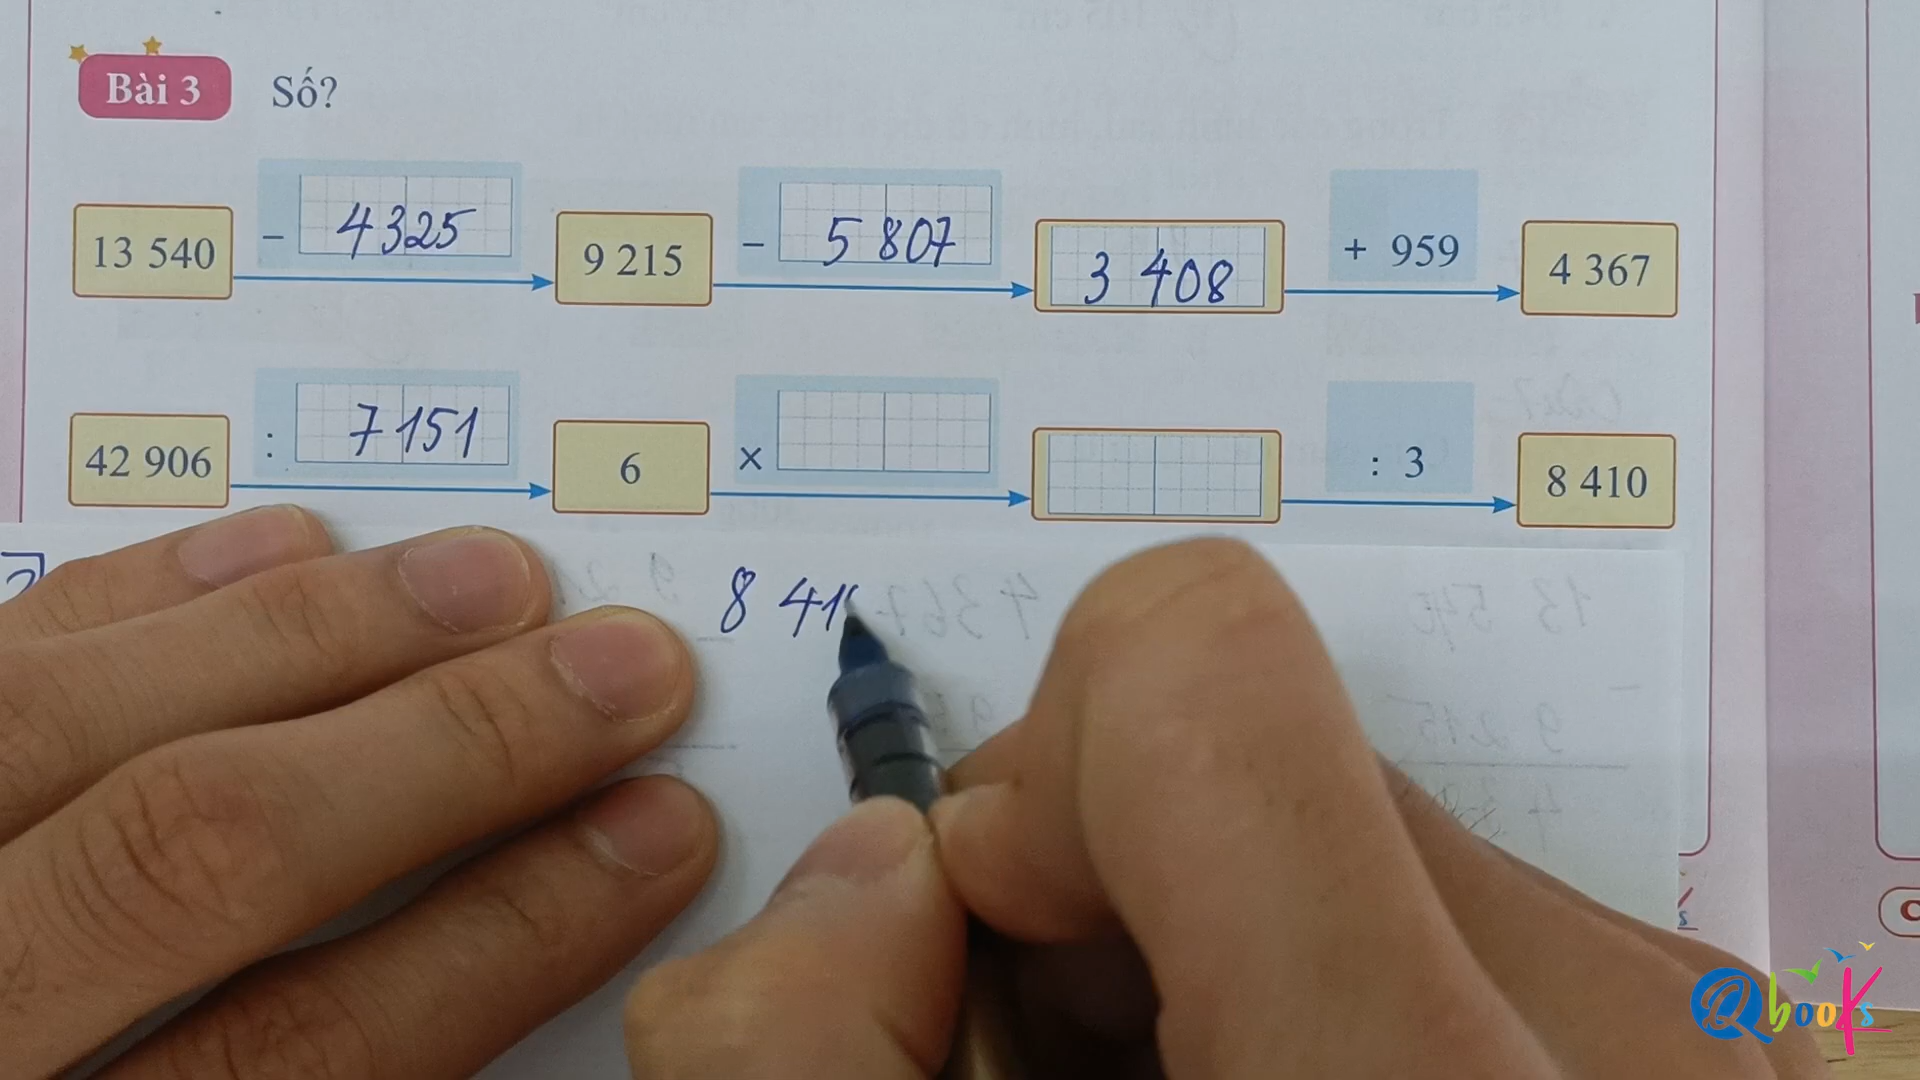 Bài 3 Số?
13 540 - 4325 9 215 - 5 807 3 408 + 959 4 367
42 906 : 7151 6 × : 3 8 410
8 41
Qbooks